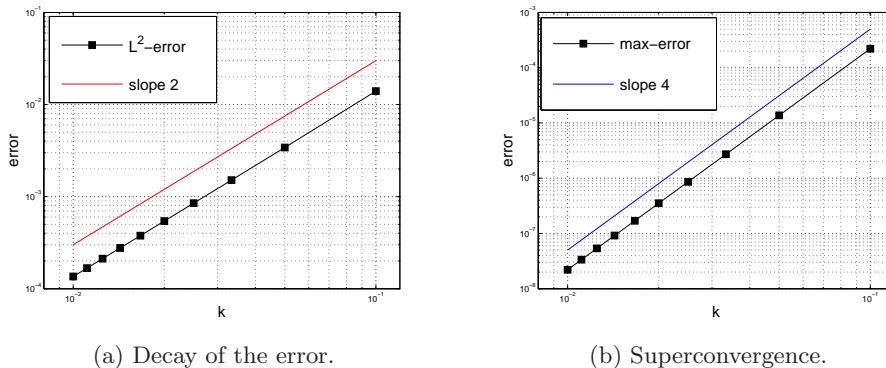 10⁻¹
10⁻²
10⁻³
10⁻⁴
error
L²−error
slope 2
10⁻²
10⁻¹
k
(a) Decay of the error.
10⁻³
10⁻⁴
10⁻⁵
10⁻⁶
10⁻⁷
10⁻⁸
error
max−error
slope 4
10⁻²
10⁻¹
k
(b) Superconvergence.